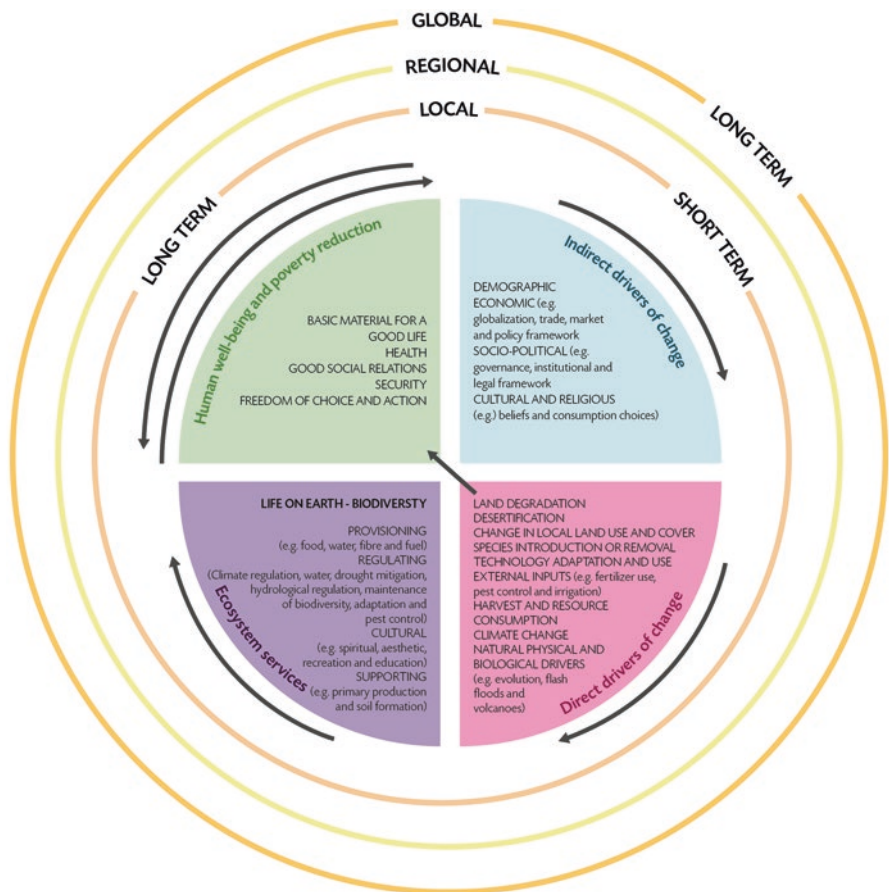 GLOBAL
REGIONAL
LOCAL
LONG TERM
SHORT TERM
LONG TERM
Human well-being and poverty reduction
BASIC MATERIAL FOR A
GOOD LIFE
HEALTH
GOOD SOCIAL RELATIONS
SECURITY
FREEDOM OF CHOICE AND ACTION
Indirect drivers of change
DEMOGRAPHIC
ECONOMIC (e.g.
globalization, trade, market
and policy framework
SOCIO-POLITICAL (e.g.
governance, institutional and
legal framework
CULTURAL AND RELIGIOUS
(e.g.) beliefs and consumption choices)
LIFE ON EARTH - BIODIVERSTY
PROVISIONING
(e.g. food, water, fibre and fuel)
REGULATING
(Climate regulation, water, drought mitigation,
hydrological regulation, maintenance
of biodiversity, adaptation and
pest control)
CULTURAL
(e.g. spiritual, aesthetic,
recreation and education)
SUPPORTING
(e.g. primary production
and soil formation)
Ecosystem services
LAND DEGRADATION
DESERTIFICATION
CHANGE IN LOCAL LAND USE AND COVER
SPECIES INTRODUCTION OR REMOVAL
TECHNOLOGY ADAPTATION AND USE
EXTERNAL INPUTS (e.g. fertilizer use,
pest control and irrigation)
HARVEST AND RESOURCE
CONSUMPTION
CLIMATE CHANGE
NATURAL PHYSICAL AND
BIOLOGICAL DRIVERS
(e.g. evolution, flash
floods and
volcanoes)
Direct drivers of change